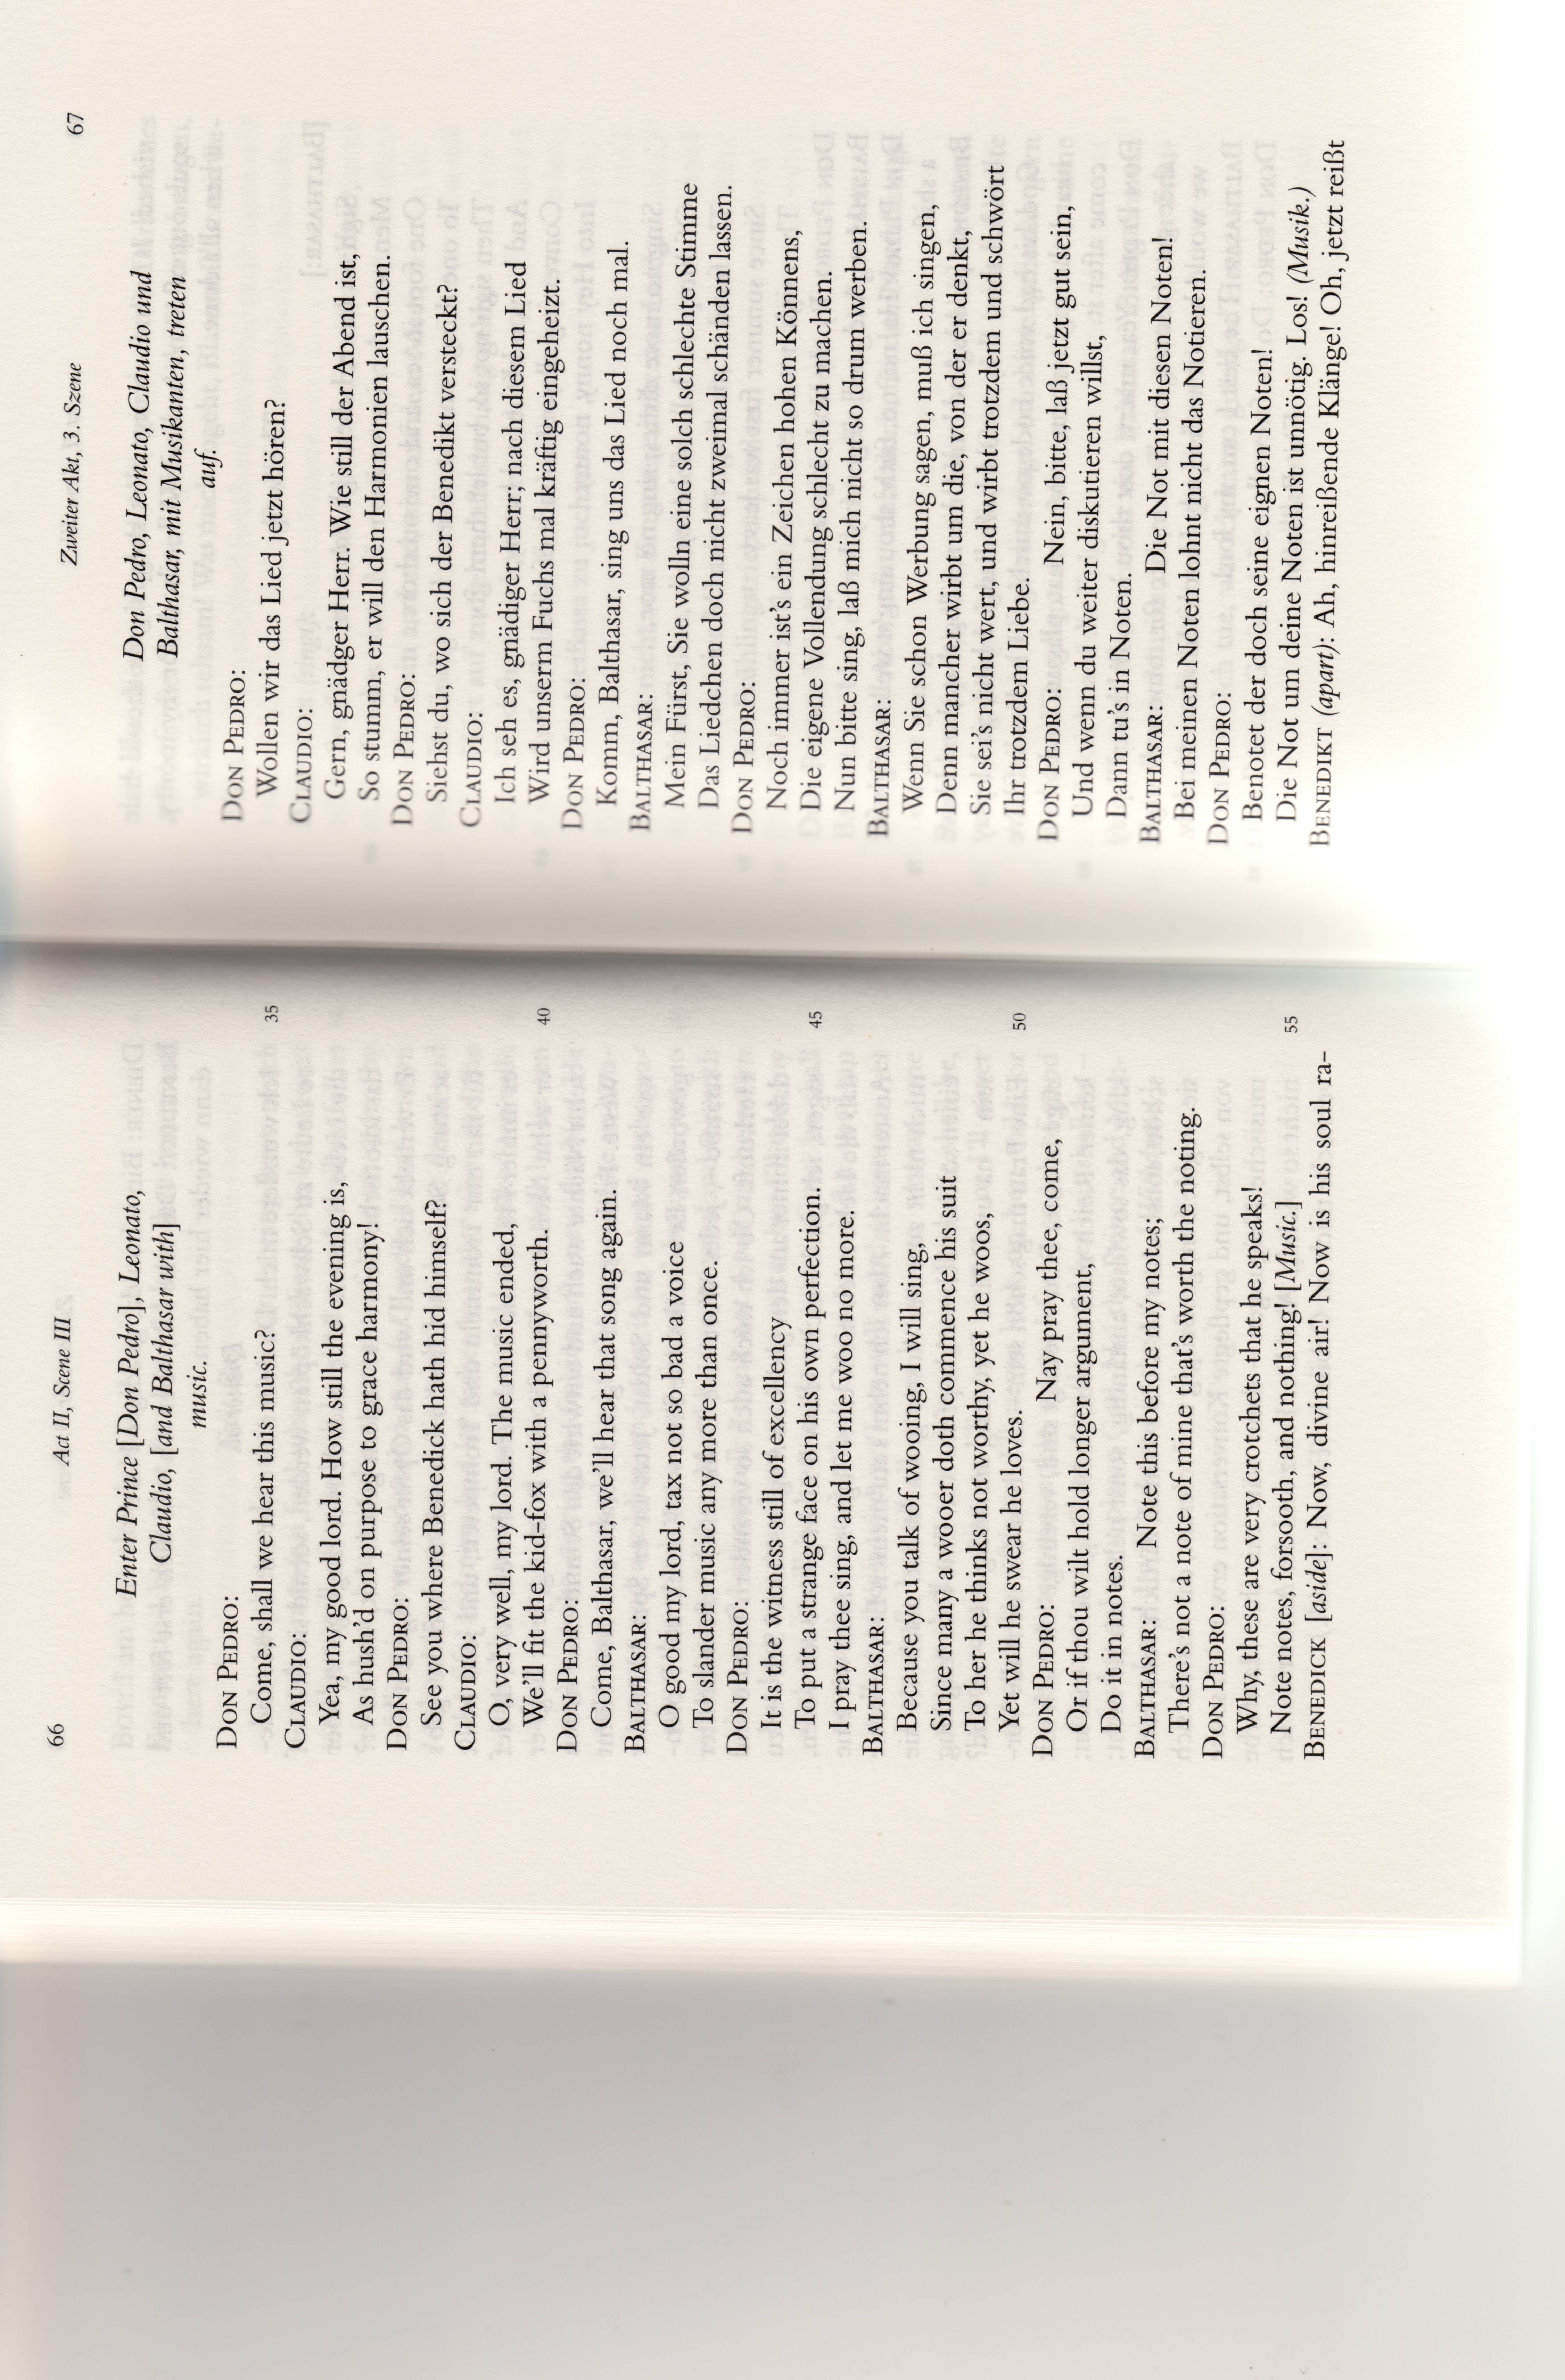 66
Act II, Scene III
Enter Prince [Don Pedro], Leonato,
Claudio, [and Balthasar with]
music.
DON PEDRO:
Come, shall we hear this music?
35
CLAUDIO:
Yea, my good lord. How still the evening is,
As hush'd on purpose to grace harmony!
DON PEDRO:
See you where Benedick hath hid himself?
CLAUDIO:
O, very well, my lord. The music ended,
We'll fit the kid-fox with a pennyworth.
40
DON PEDRO:
Come, Balthasar, we'll hear that song again.
BALTHASAR:
O good my lord, tax not so bad a voice
To slander music any more than once.
DON PEDRO:
It is the witness still of excellency
To put a strange face on his own perfection.
45
I pray thee sing, and let me woo no more.
BALTHASAR:
Because you talk of wooing, I will sing,
Since many a wooer doth commence his suit
To her he thinks not worthy, yet he woos,
Yet will he swear he loves.
50
DON PEDRO: Nay pray thee, come,
Or if thou wilt hold longer argument,
Do it in notes.
BALTHASAR: Note this before my notes;
There's not a note of mine that's worth the noting.
DON PEDRO:
Why, these are very crotchets that he speaks!
Note notes, forsooth, and nothing! [Music.]
55
BENEDICK [aside]: Now, divine air! Now is his soul ra-
Zweiter Akt, 3. Szene
67
Don Pedro, Leonato, Claudio und
Balthasar, mit Musikanten, treten
auf.
DON PEDRO:
Wollen wir das Lied jetzt hören?
CLAUDIO:
Gern, gnädger Herr. Wie still der Abend ist,
So stumm, er will den Harmonien lauschen.
DON PEDRO:
Siehst du, wo sich der Benedikt versteckt?
CLAUDIO:
Ich seh es, gnädiger Herr; nach diesem Lied
Wird unserm Fuchs mal kräftig eingeheizt.
DON PEDRO:
Komm, Balthasar, sing uns das Lied noch mal.
BALTHASAR:
Mein Fürst, Sie wolln eine solch schlechte Stimme
Das Liedchen doch nicht zweimal schänden lassen.
DON PEDRO:
Noch immer ist's ein Zeichen hohen Könnens,
Die eigene Vollendung schlecht zu machen.
Nun bitte sing, laß mich nicht so drum werben.
BALTHASAR:
Wenn Sie schon Werbung sagen, muß ich singen,
Denn mancher wirbt um die, von der er denkt,
Sie sei's nicht wert, und wirbt trotzdem und schwört
Ihr trotzdem Liebe.
DON PEDRO: Nein, bitte, laß jetzt gut sein,
Und wenn du weiter diskutieren willst,
Dann tu's in Noten.
BALTHASAR: Die Not mit diesen Noten!
Bei meinen Noten lohnt nicht das Notieren.
DON PEDRO:
Benotet der doch seine eignen Noten!
Die Not um deine Noten ist unnötig. Los! (Musik.)
BENEDIKT (apart): Ah, hinreißende Klänge! Oh, jetzt reißt